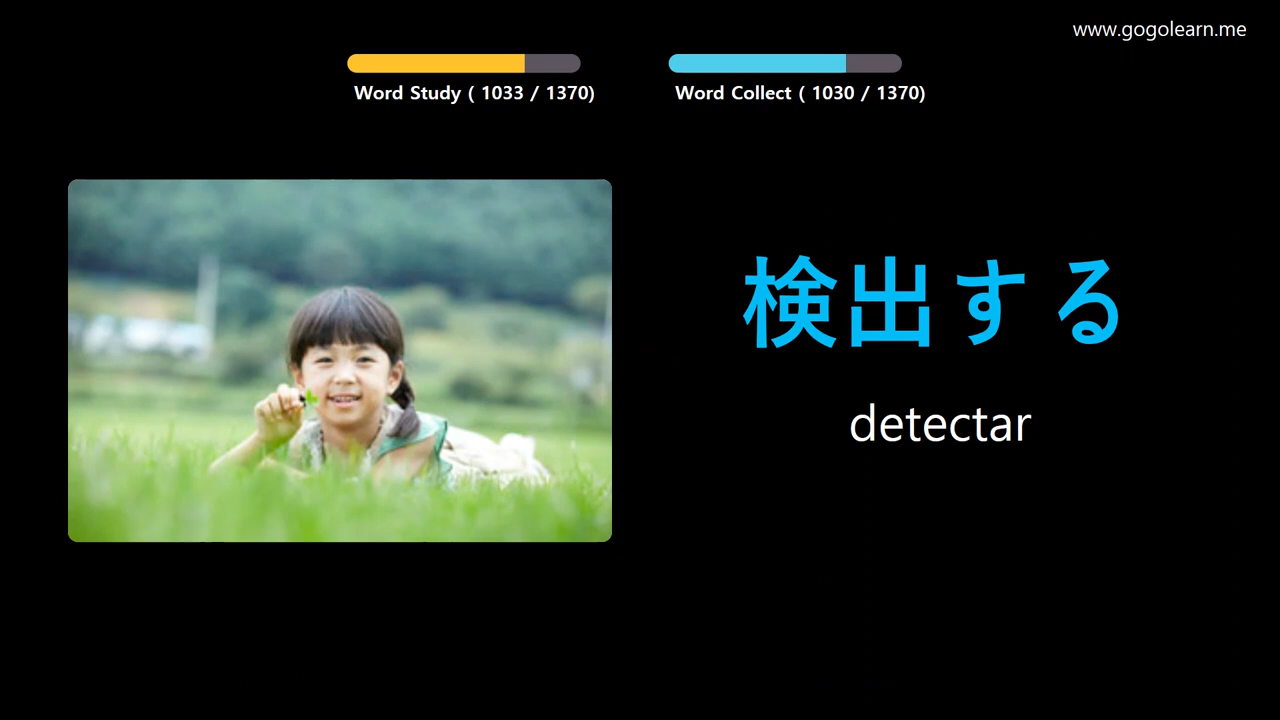 www.gogolearn.me
Word Study ( 1033 / 1370)
Word Collect ( 1030 / 1370)
検出する
detectar